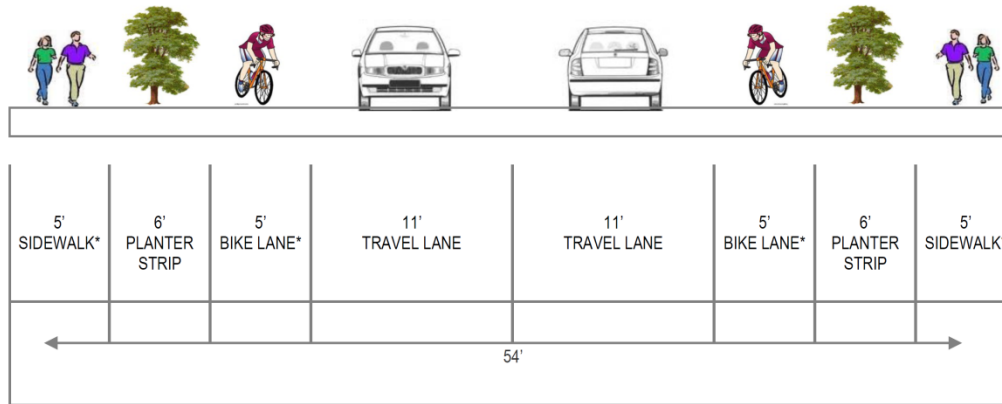 5’
SIDEWALK*
6’
PLANTER
STRIP
5’
BIKE LANE*
11’
TRAVEL LANE
11’
TRAVEL LANE
5’
BIKE LANE*
6’
PLANTER
STRIP
5’
SIDEWALK*
54’